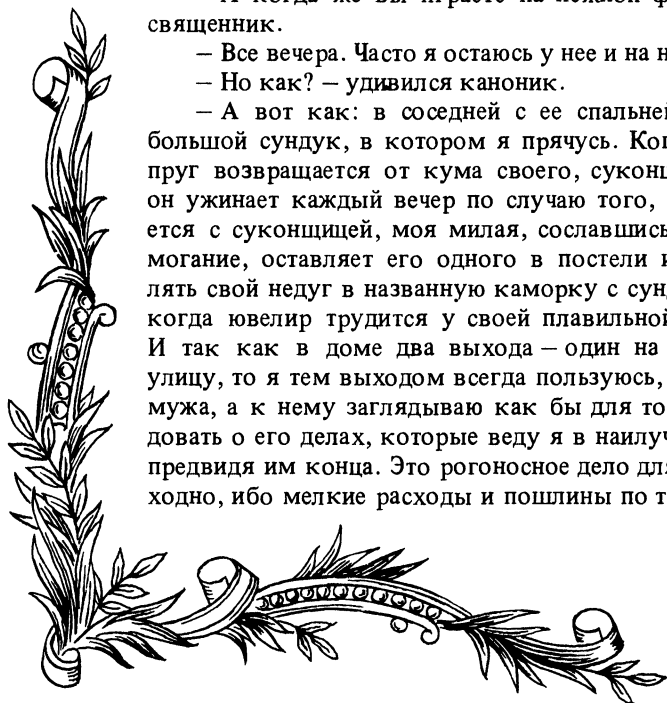 священник.
– Все вечера. Часто я остаюсь у нее и на н
– Но как? – удивился каноник.
– А вот как: в соседней с ее спальней
большой сундук, в котором я прячусь. Ког
пруг возвращается от кума своего, суконщ
он ужинает каждый вечер по случаю того,
ется с суконщицей, моя милая, сославшись
могание, оставляет его одного в постели и
лять свой недуг в названную каморку с сунд
когда ювелир трудится у своей плавильной
И так как в доме два выхода – один на
улицу, то я тем выходом всегда пользуюсь,
мужа, а к нему заглядываю как бы для то
довать о его делах, которые веду я в наилуч
предвидя им конца. Это рогоносное дело для
ходно, ибо мелкие расходы и пошлины по т